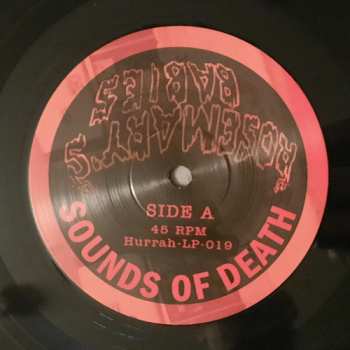 ROSEMARY'S
BABIES
SIDE A
45 RPM
Hurrah-LP-019
SOUNDS OF DEATH